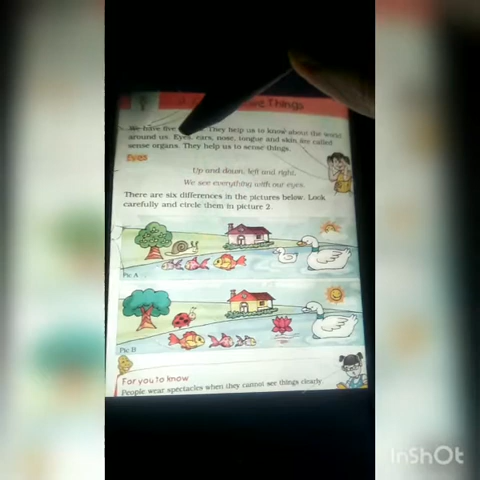 Things
We have five They help us to know about the world
around us. Eyes, ears, nose, tongue and skin are called
sense organs. They help us to sense things.
Eyes
Up and down, left and right,
We see everything with our eyes.
There are six differences in the pictures below. Look
carefully and circle them in picture 2.
Pic A
Pic B
For you to know
People wear spectacles when they cannot see things clearly.
InShOt